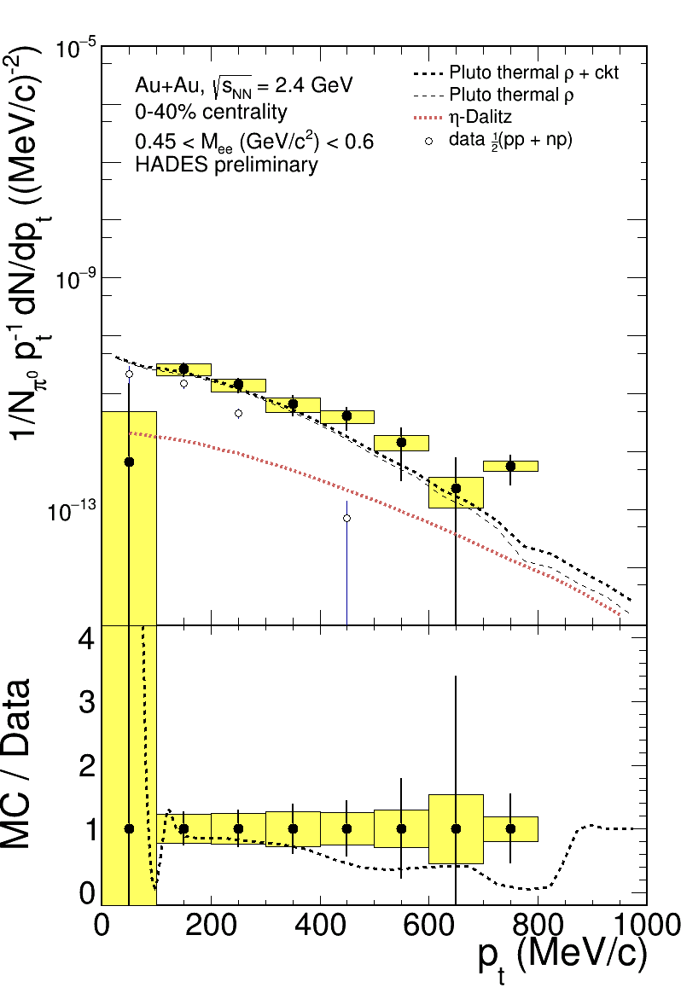 10⁻⁵
Au+Au, √s_NN = 2.4 GeV
0-40% centrality
0.45 < M_ee (GeV/c²) < 0.6
HADES preliminary
Pluto thermal ρ + ckt
Pluto thermal ρ
η-Dalitz
data ½(pp + np)
1/N_π⁰ p_t⁻¹ dN/dp_t ((MeV/c)⁻²)
10⁻⁹
10⁻¹³
MC / Data
4
3
2
1
0
0 200 400 600 800 1000
p_t (MeV/c)